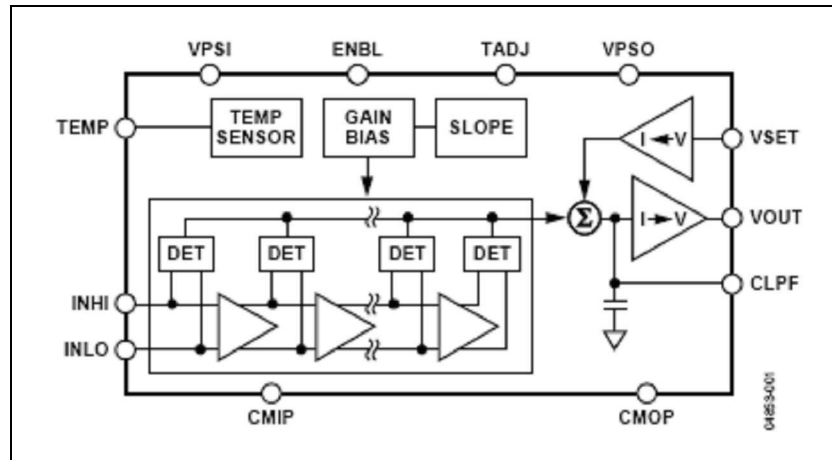 VPSI
ENBL
TADJ
VPSO
TEMP
TEMP
SENSOR
GAIN
BIAS
SLOPE
I
V
VSET
Σ
I
V
VOUT
DET
DET
DET
DET
CLPF
INHI
INLO
CMIP
CMOP
04853-001